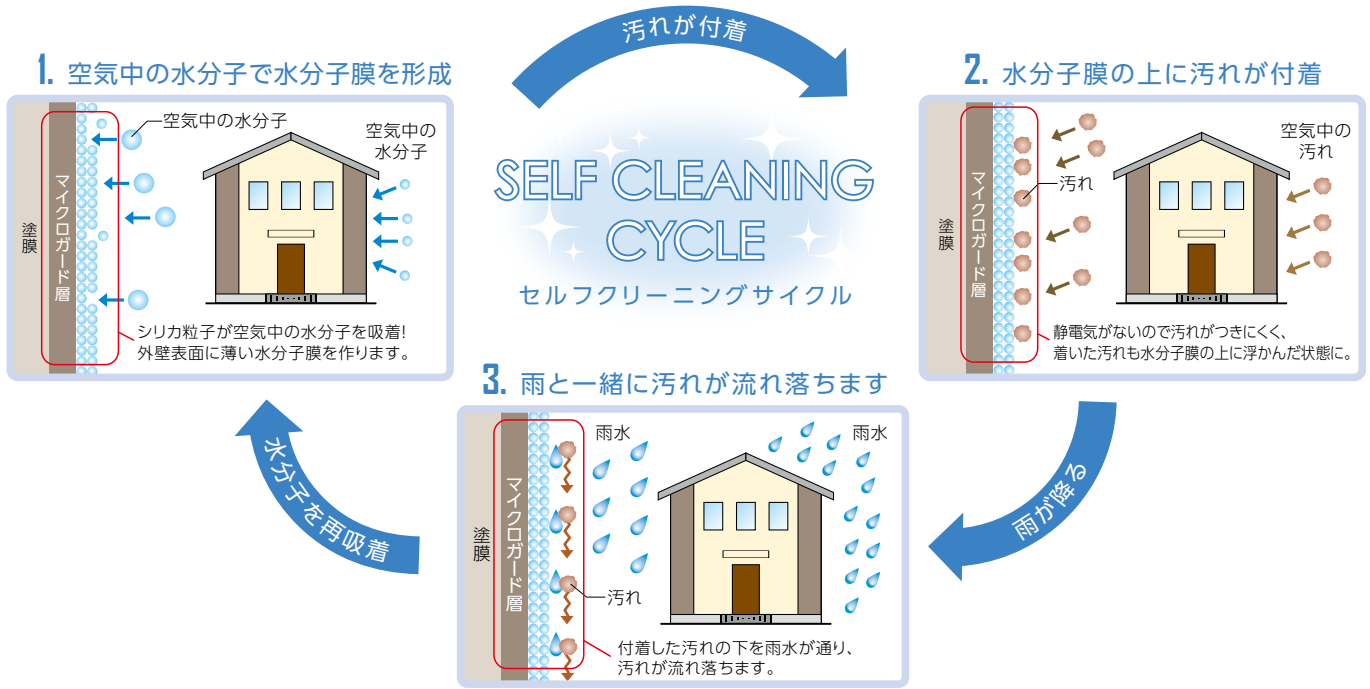 汚れが付着
1. 空気中の水分子で水分子膜を形成
空気中の水分子
空気中の
水分子
塗膜
マイクロガード層
シリカ粒子が空気中の水分子を吸着!
外壁表面に薄い水分子膜を作ります。
SELF CLEANING
CYCLE
セルフクリーニングサイクル
2. 水分子膜の上に汚れが付着
空気中の
汚れ
汚れ
塗膜
マイクロガード層
静電気がないので汚れがつきにくく、
着いた汚れも水分子膜の上に浮かんだ状態に。
雨が降る
3. 雨と一緒に汚れが流れ落ちます
雨水
雨水
塗膜
マイクロガード層
汚れ
付着した汚れの下を雨水が通り、
汚れが流れ落ちます。
水分子を再吸着